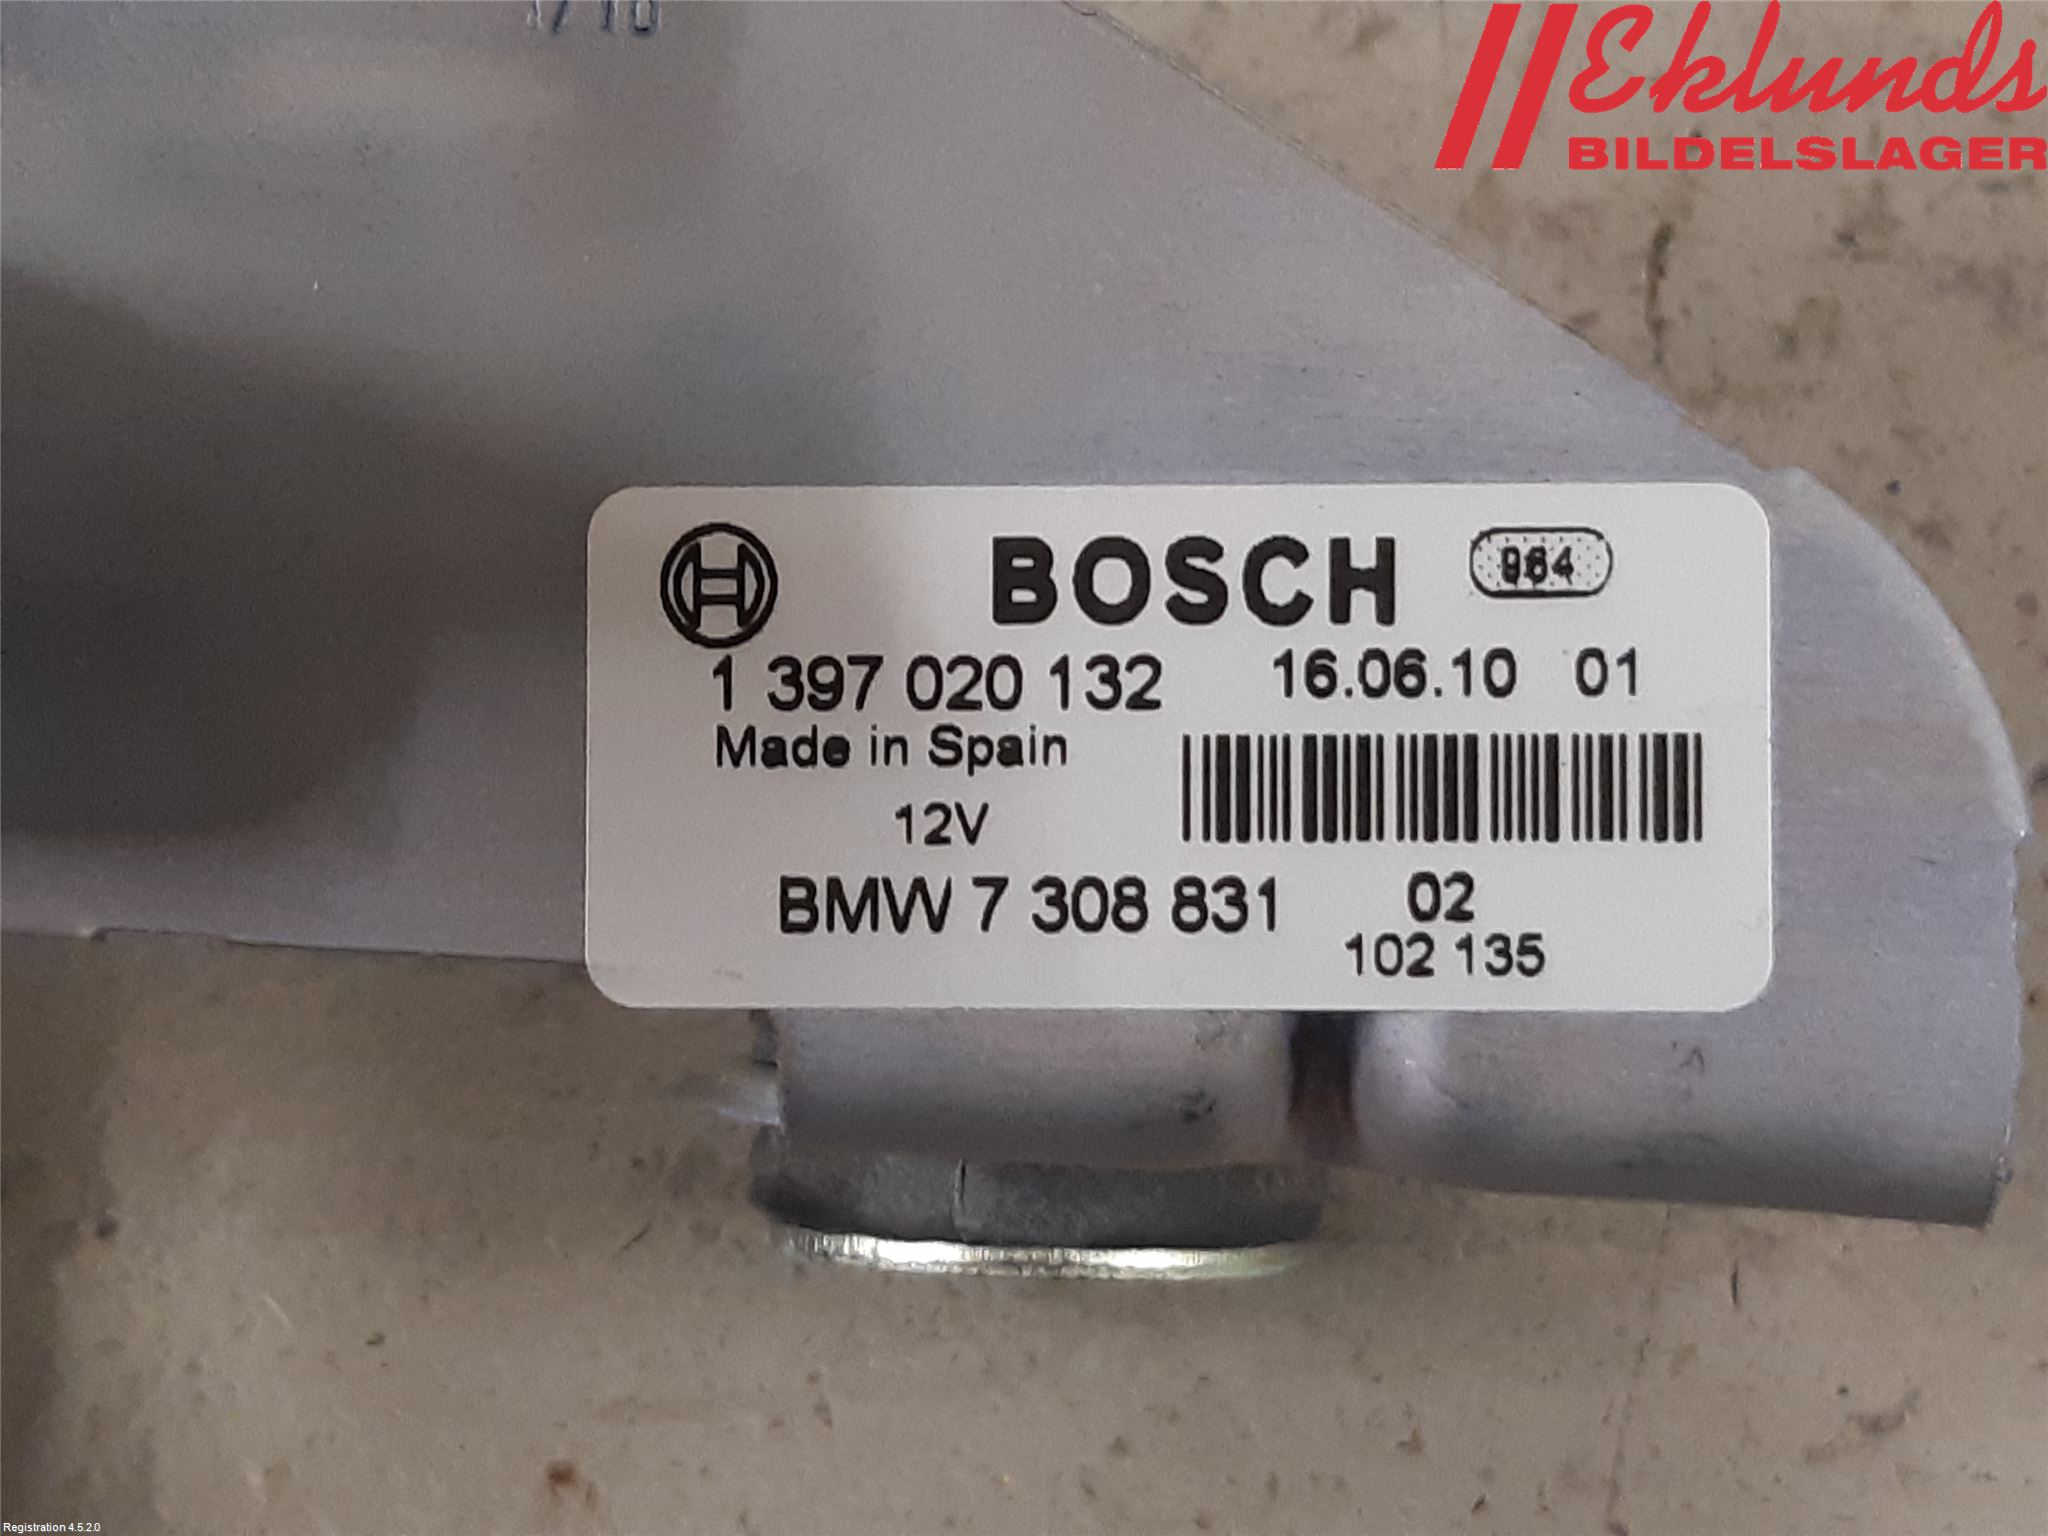 Eklunds
BILDELSLAGER
BOSCH
1 397 020 132 16.06.10 01
Made in Spain
12V
BMW 7 308 831 02
102 135
Registration 4.5.2.0